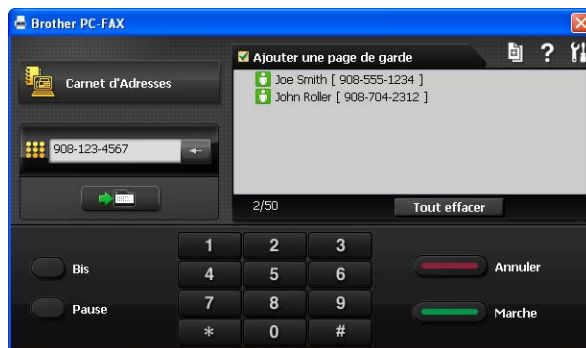 Brother PC-FAX
Carnet d'Adresses
Ajouter une page de garde
?
Joe Smith [ 908-555-1234 ]
John Roller [ 908-704-2312 ]
908-123-4567
2/50
Tout effacer
Bis
Pause
1 2 3
4 5 6
7 8 9
* 0 #
Annuler
Marche